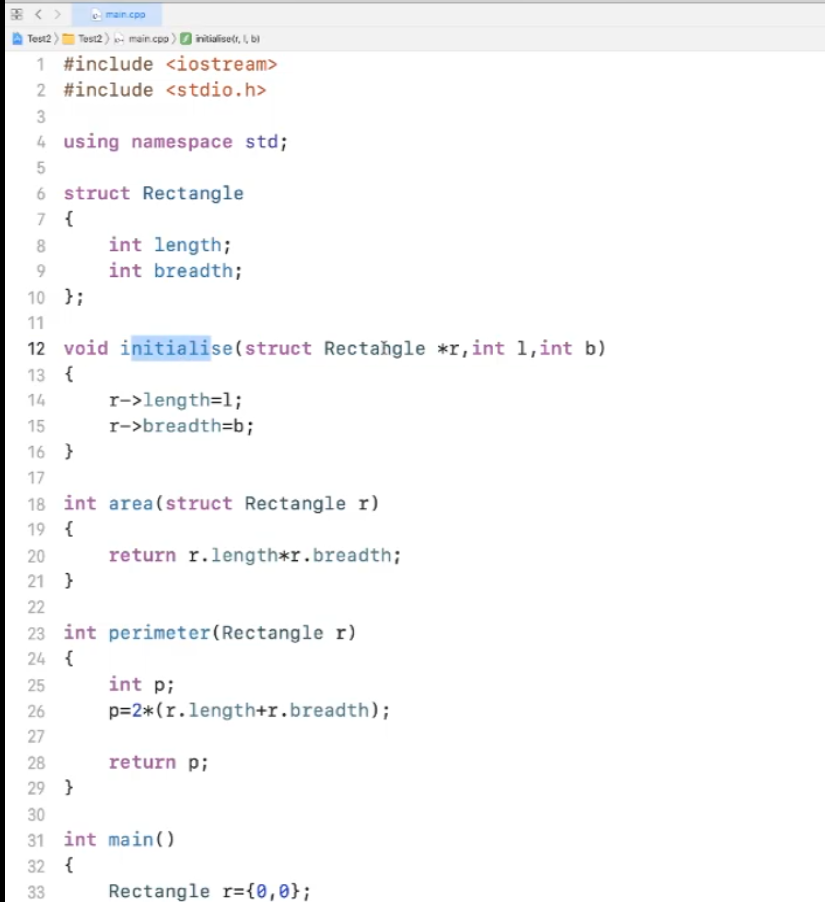 main.cpp
Test2 Test2 main.cpp initialise(r, l, b)
1 #include <iostream>
2 #include <stdio.h>
3
4 using namespace std;
5
6 struct Rectangle
7 {
8 int length;
9 int breadth;
10 };
11
12 void initialise(struct Rectangle *r,int l,int b)
13 {
14 r->length=l;
15 r->breadth=b;
16 }
17
18 int area(struct Rectangle r)
19 {
20 return r.length*r.breadth;
21 }
22
23 int perimeter(Rectangle r)
24 {
25 int p;
26 p=2*(r.length+r.breadth);
27
28 return p;
29 }
30
31 int main()
32 {
33 Rectangle r={0,0};